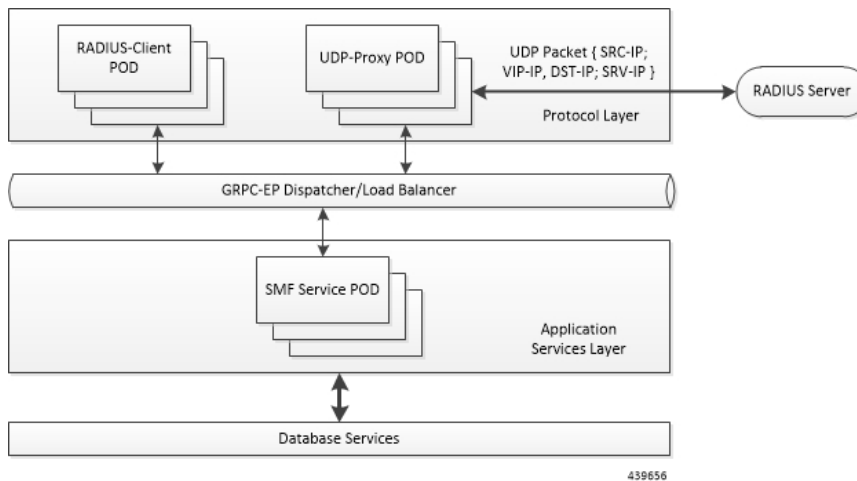 RADIUS-Client
POD
UDP-Proxy POD
UDP Packet { SRC-IP;
VIP-IP, DST-IP; SRV-IP }
RADIUS Server
Protocol Layer
GRPC-EP Dispatcher/Load Balancer
SMF Service POD
Application
Services Layer
Database Services
439656